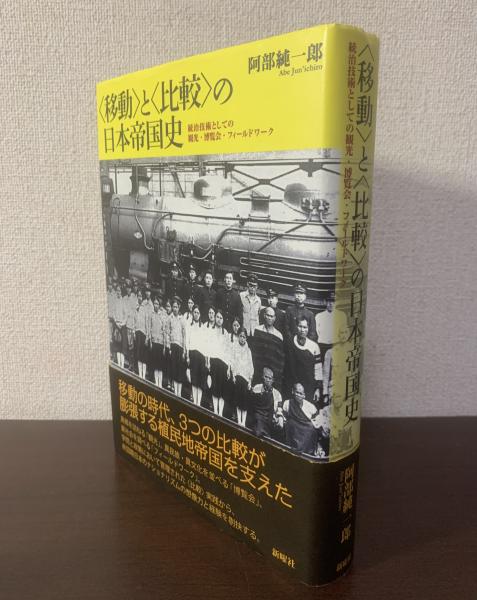 阿部純一郎
Abe Jun'ichiro
〈移動〉と〈比較〉の
日本帝国史
統治技術としての
観光・博覧会・フィールドワーク
移動の時代、3つの比較が
膨張する植民地帝国を支えた
新曜社
〈移動〉と〈比較〉の日本帝国史
統治技術としての観光・博覧会・フィールドワーク
阿部純一郎
新曜社